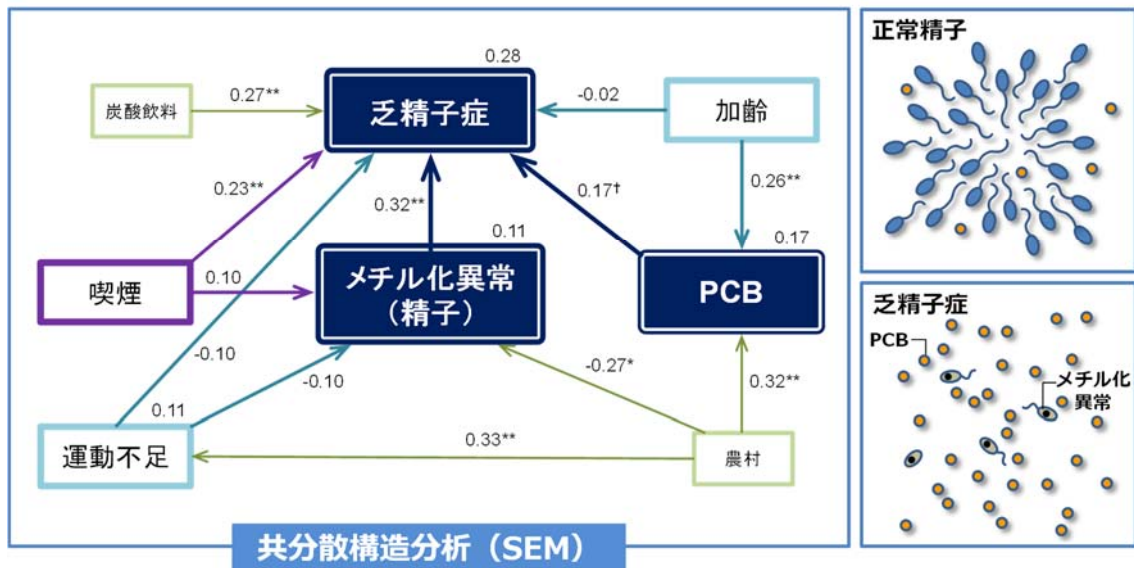 0.28
炭酸飲料
0.27**
乏精子症
-0.02
加齢
0.23**
0.32**
0.17†
0.26**
0.11
0.17
喫煙
0.10
メチル化異常
（精子）
PCB
-0.10
-0.10
-0.27*
0.32**
0.11
運動不足
0.33**
農村
共分散構造分析（SEM）
正常精子
乏精子症
PCB
メチル化
異常